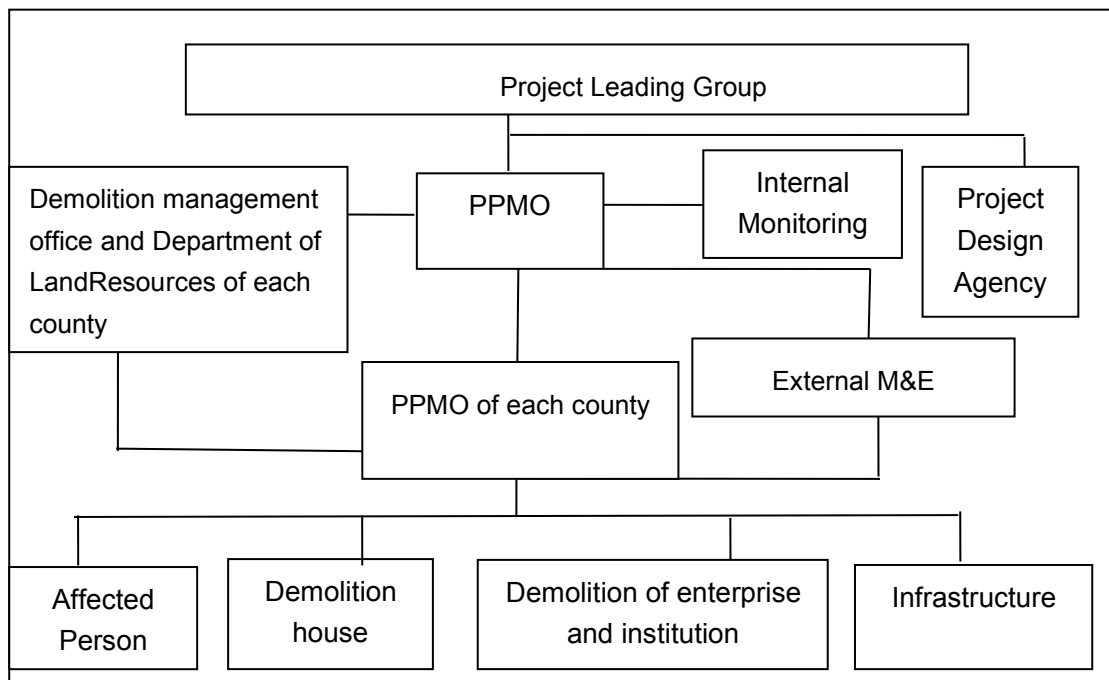 Project Leading Group
Demolition management
office and Department of
LandResources of each
county
PPMO
Internal
Monitoring
Project
Design
Agency
PPMO of each county
External M&E
Affected
Person
Demolition
house
Demolition of enterprise
and institution
Infrastructure